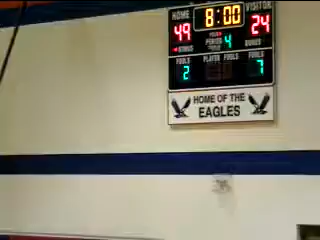 HOME 8:00 VISITOR
49 24
PERIOD 4
BONUS BONUS
FOULS PLAYER FOULS FOULS
2 7
HOME OF THE
EAGLES